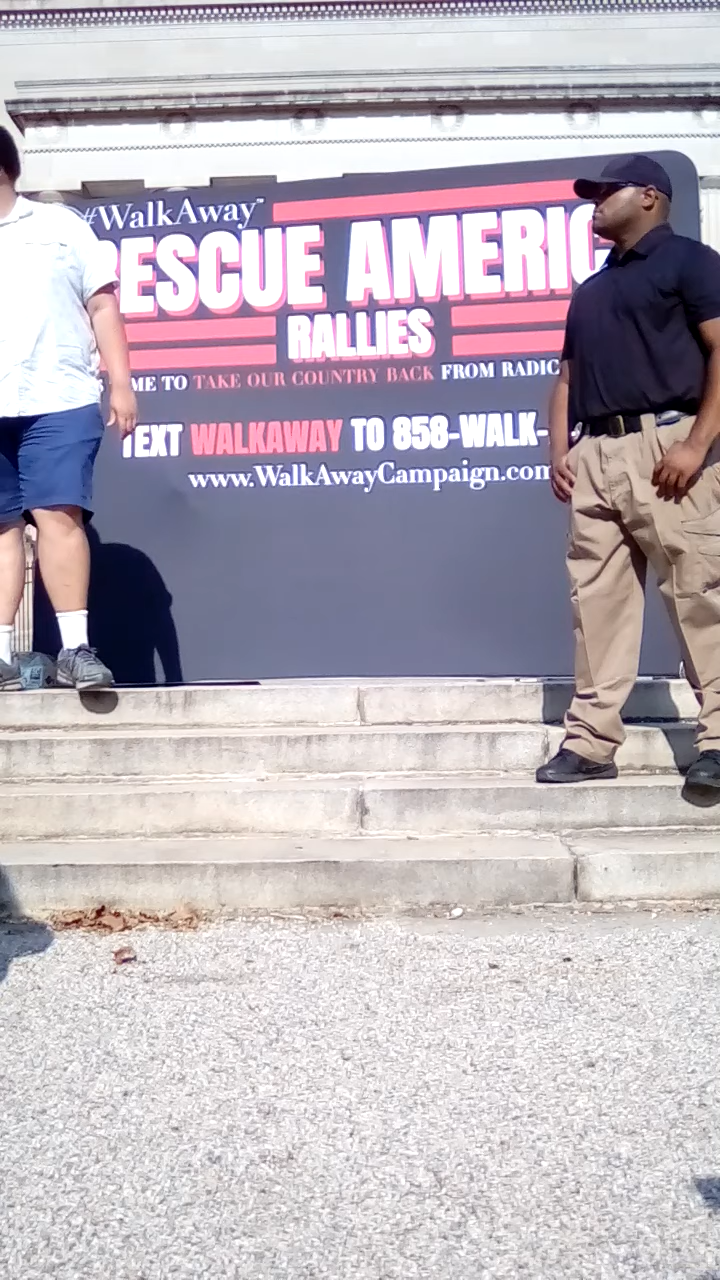 #WalkAway™
RESCUE AMERIC
RALLIES
ME TO TAKE OUR COUNTRY BACK FROM RADIC
TEXT WALKAWAY TO 858-WALK-
www.WalkAwayCampaign.com